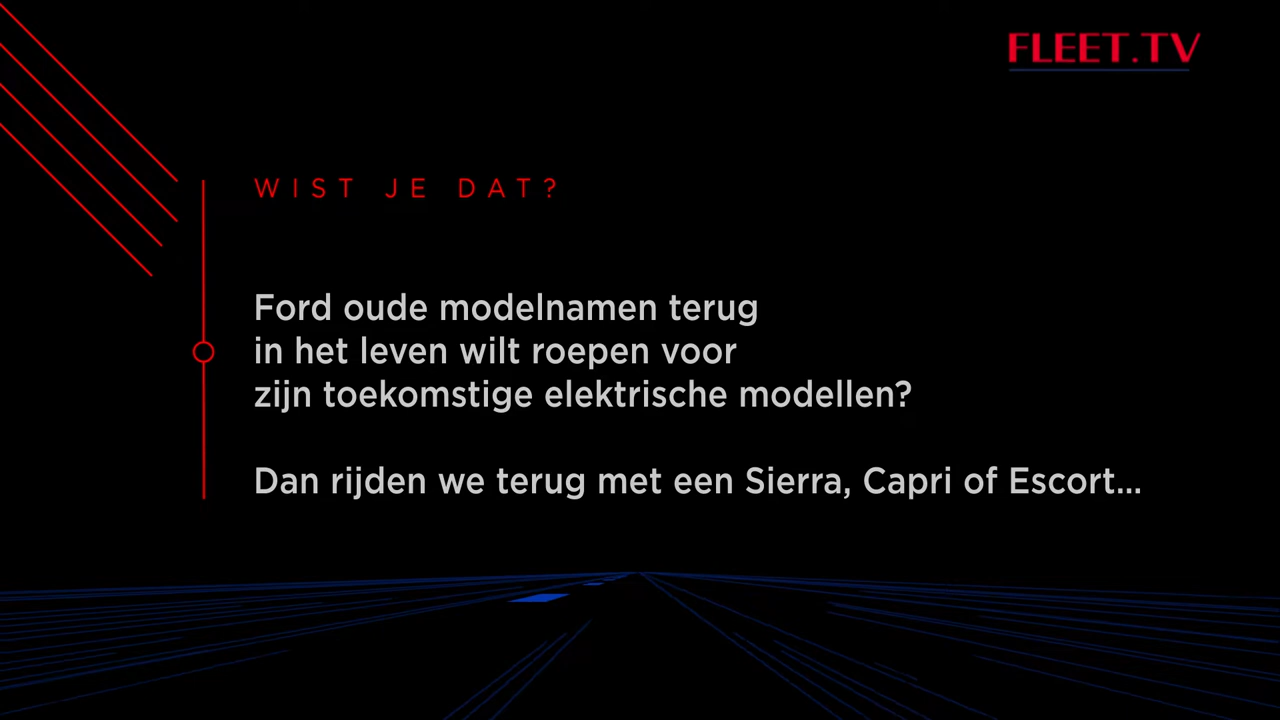 FLEET.TV
WIST JE DAT?
Ford oude modelnamen terug
in het leven wilt roepen voor
zijn toekomstige elektrische modellen?
Dan rijden we terug met een Sierra, Capri of Escort...